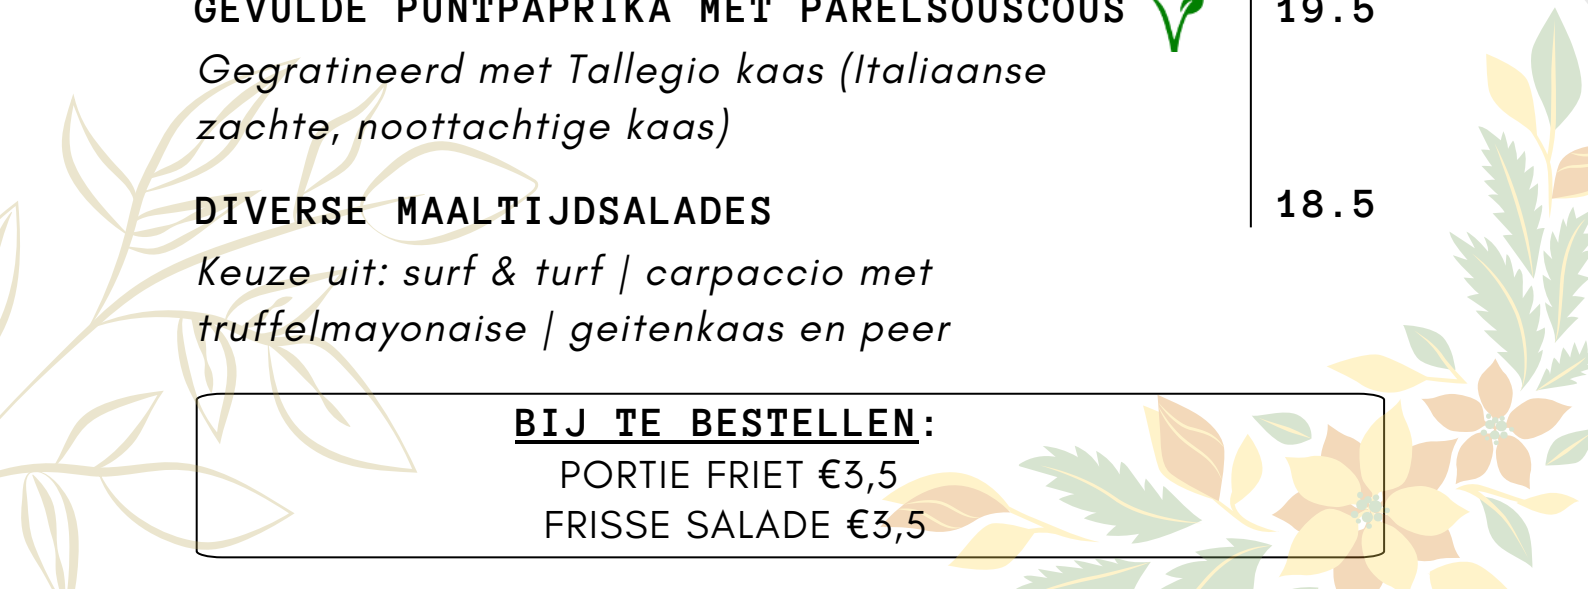 GEVULDE PUNTPAPRIKA MET PARELSOUSCOUS 19.5
Gegratineerd met Tallegio kaas (Italiaanse
zachte, noottachtige kaas)
DIVERSE MAALTIJDSALADES 18.5
Keuze uit: surf & turf | carpaccio met
truffelmayonaise | geitenkaas en peer
BIJ TE BESTELLEN:
PORTIE FRIET €3,5
FRISSE SALADE €3,5